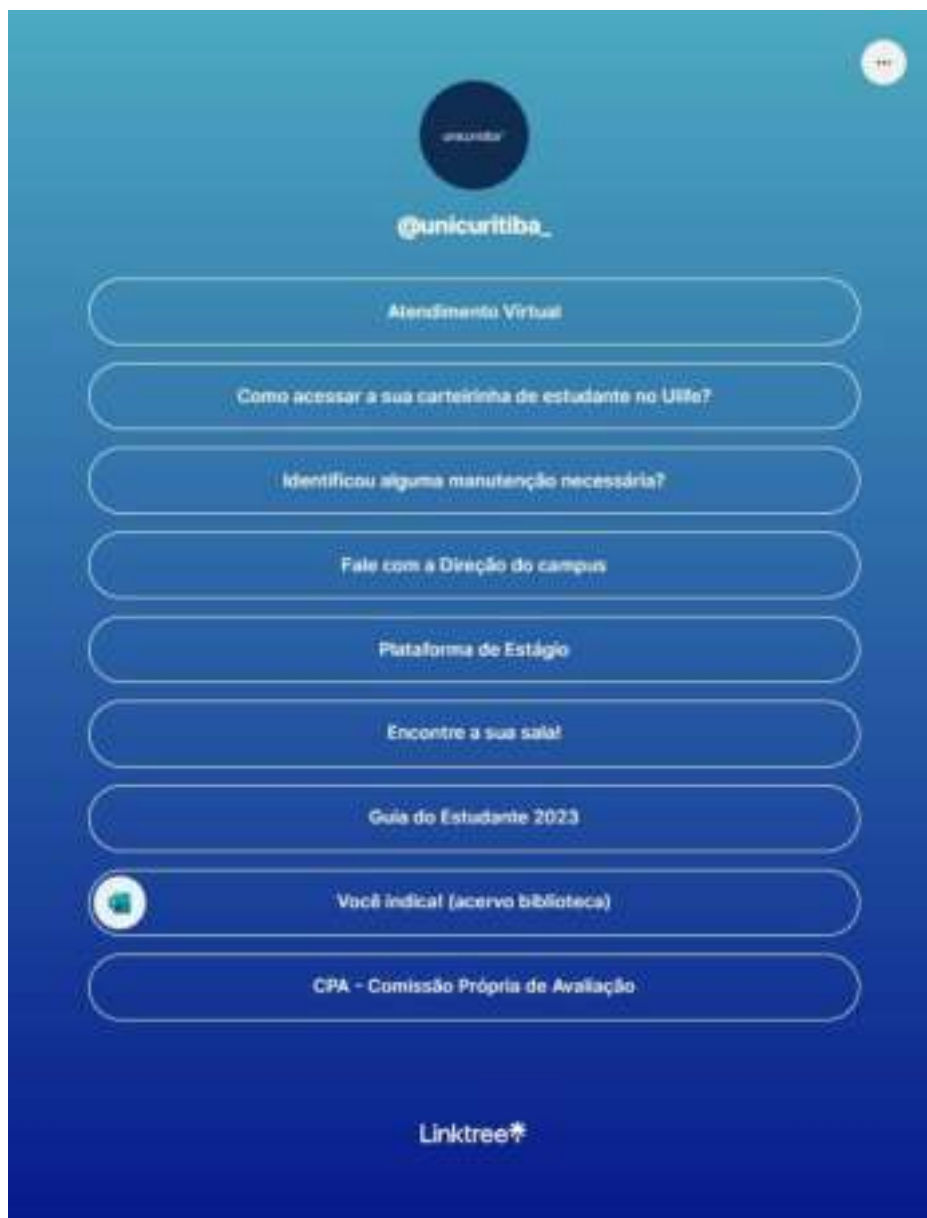 unicuritiba
@unicuritiba_
Atendimento Virtual
Como acessar a sua carteirinha de estudante no Ulife?
Identificou alguma manutenção necessária?
Fale com a Direção do campus
Plataforma de Estágio
Encontre a sua sala!
Guia do Estudante 2023
Você indica! (acervo biblioteca)
CPA - Comissão Própria de Avaliação
Linktree